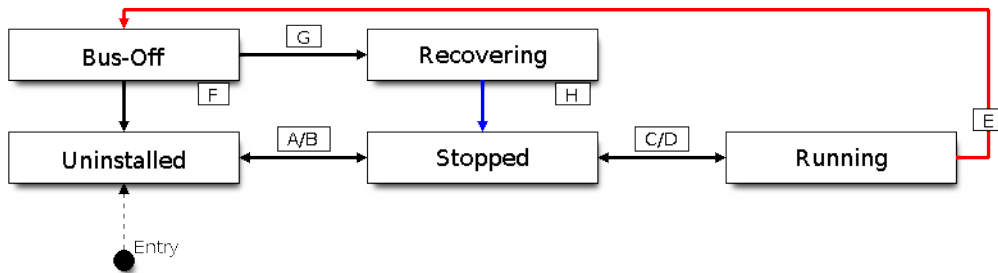 G
Bus-Off
Recovering
F
H
E
A/B
C/D
Uninstalled
Stopped
Running
Entry